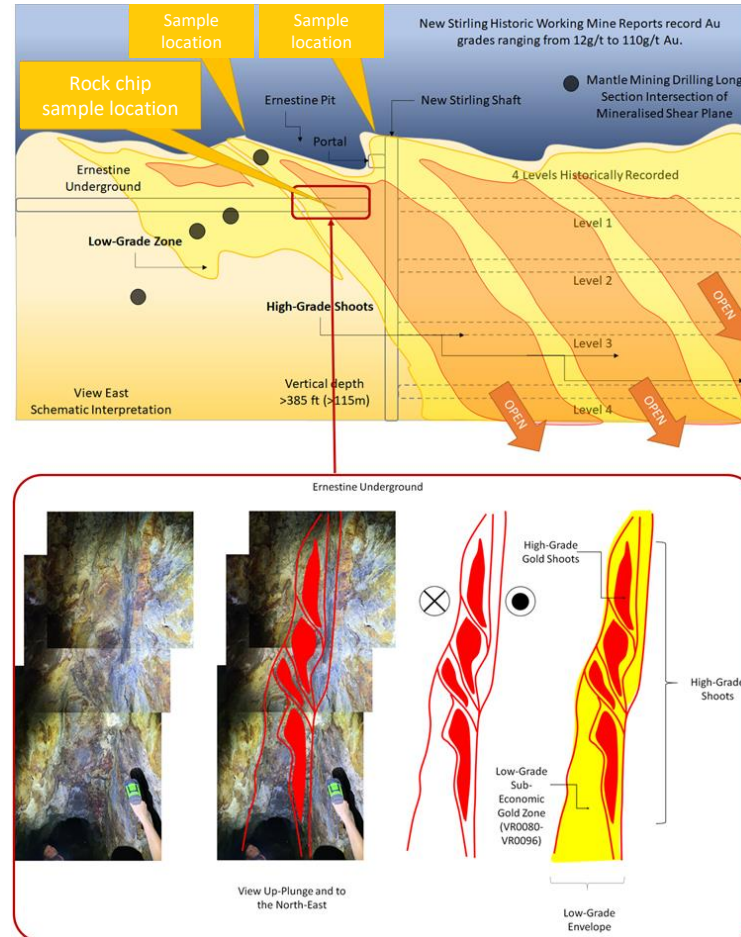 Sample
location
Sample
location
New Stirling Historic Working Mine Reports record Au
grades ranging from 12g/t to 110g/t Au.
Rock chip
sample location
Ernestine Pit
New Stirling Shaft
Mantle Mining Drilling Long
Section Intersection of
Mineralised Shear Plane
Portal
Ernestine
Underground
4 Levels Historically Recorded
Level 1
Low-Grade Zone
Level 2
High-Grade Shoots
OPEN
Level 3
View East
Schematic Interpretation
Vertical depth
>385 ft (>115m)
Level 4
OPEN
OPEN
Ernestine Underground
High-Grade
Gold Shoots
High-Grade
Shoots
Low-Grade
Sub-
Economic
Gold Zone
(VR0080-
VR0096)
View Up-Plunge and to
the North-East
Low-Grade
Envelope